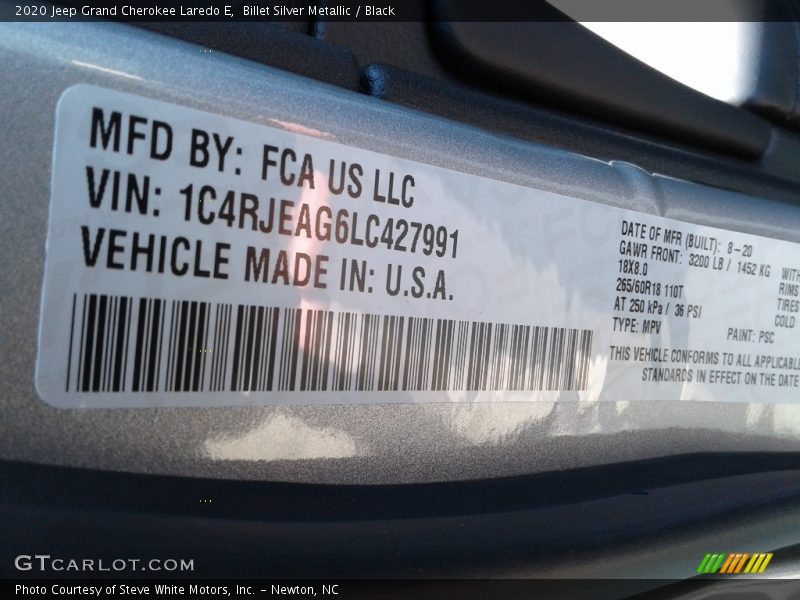 2020 Jeep Grand Cherokee Laredo E, Billet Silver Metallic / Black
MFD BY: FCA US LLC
VIN: 1C4RJEAG6LC427991
VEHICLE MADE IN: U.S.A.
DATE OF MFR (BUILT): 8-20
GAWR FRONT: 3200 LB / 1452 KG WITH
18X8.0 RIMS
265/60R18 110T TIRES
AT 250 kPa / 36 PSI COLD
TYPE: MPV PAINT: PSC
THIS VEHICLE CONFORMS TO ALL APPLICABLE
STANDARDS IN EFFECT ON THE DATE
GTCARLOT.COM
Photo Courtesy of Steve White Motors, Inc. - Newton, NC